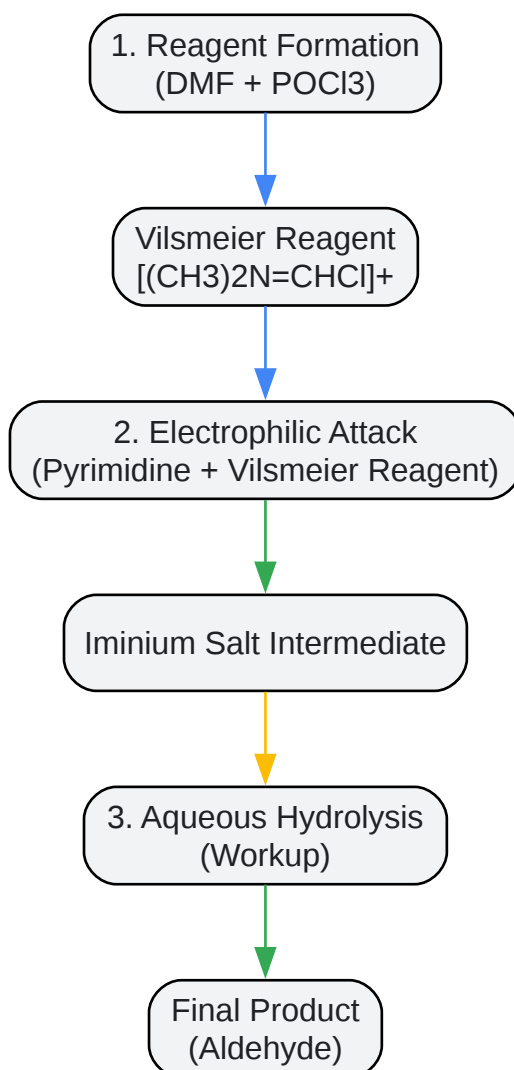 1. Reagent Formation
(DMF + POCl3)
Vilsmeier Reagent
[(CH3)2N=CHCl]+
2. Electrophilic Attack
(Pyrimidine + Vilsmeier Reagent)
Iminium Salt Intermediate
3. Aqueous Hydrolysis
(Workup)
Final Product
(Aldehyde)